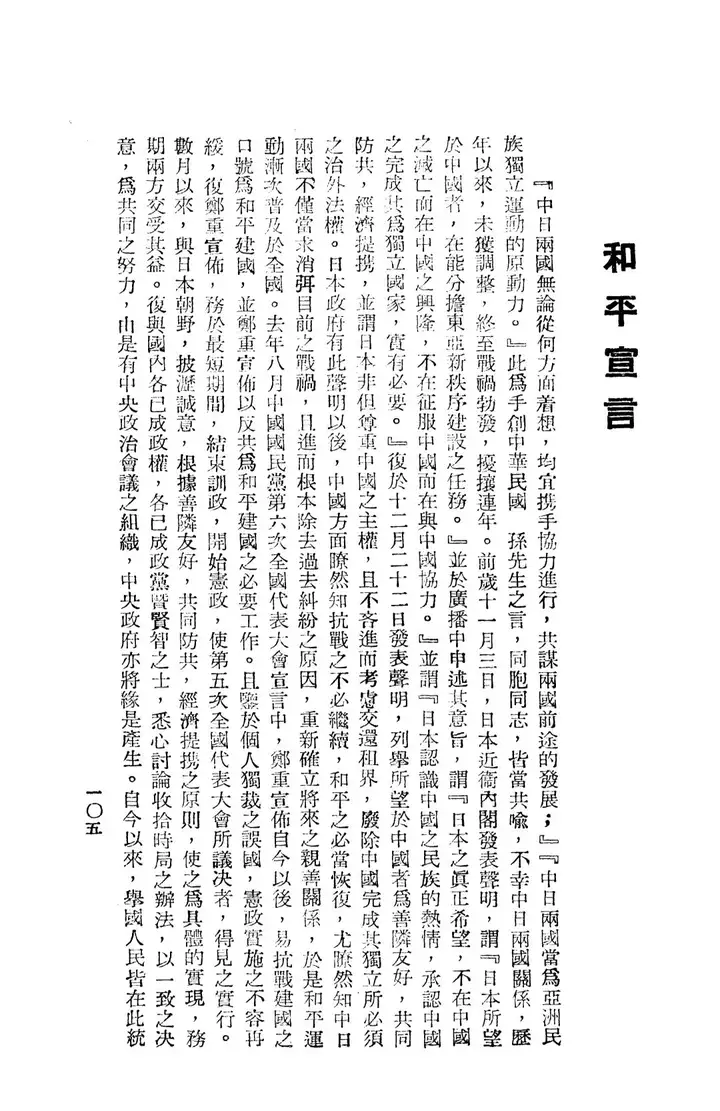 和平宣言
『中日兩國無論從何方面着想，均宜携手協力進行，共謀兩國前途的發展；』『中日兩國當爲亞洲民
族獨立運動的原動力。』此爲手創中華民國　孫先生之言，同胞同志，皆當共喩，不幸中日兩國關係，歷
年以來，未獲調整，終至戰禍勃發，擾攘連年。前歲十一月三日，日本近衞內閣發表聲明，謂『日本所望
於中國者，在能分擔東亞新秩序建設之任務。』並於廣播中申述其意旨，謂『日本之眞正希望，不在中國
之滅亡而在中國之興隆，不在征服中國而在與中國協力。』並謂『日本認識中國之民族的熱情，承認中國
之完成其爲獨立國家，實有必要。』復於十二月二十二日發表聲明，列舉所望於中國者爲善隣友好，共同
防共，經濟提携，並謂日本非但尊重中國之主權，且不吝進而考慮交還租界，廢除中國完成其獨立所必須
之治外法權。日本政府有此聲明以後，中國方面瞭然知抗戰之不必繼續，和平之必當恢復，尤瞭然知中日
兩國不僅當求消弭目前之戰禍，且進而根本除去過去糾紛之原因，重新確立將來之親善關係，於是和平運
動漸次普及於全國。去年八月中國國民黨第六次全國代表大會宣言中，鄭重宣佈自今以後，易抗戰建國之
口號爲和平建國，並鄭重宣佈以反共爲和平建國之必要工作。且鑒於個人獨裁之誤國，憲政實施之不容再
緩，復鄭重宣佈，務於最短期間，結束訓政，開始憲政，使第五次全國代表大會所議决者，得見之實行。
數月以來，與日本朝野，披瀝誠意，根據善隣友好，共同防共，經濟提携之原則，使之爲具體的實現，務
期兩方交受其益。復與國內各已成政權，各已成政黨暨賢智之士，悉心討論收拾時局之辦法，以一致之决
意，爲共同之努力，由是有中央政治會議之組織，中央政府亦將緣是產生。自今以來，舉國人民皆在此統
一〇五